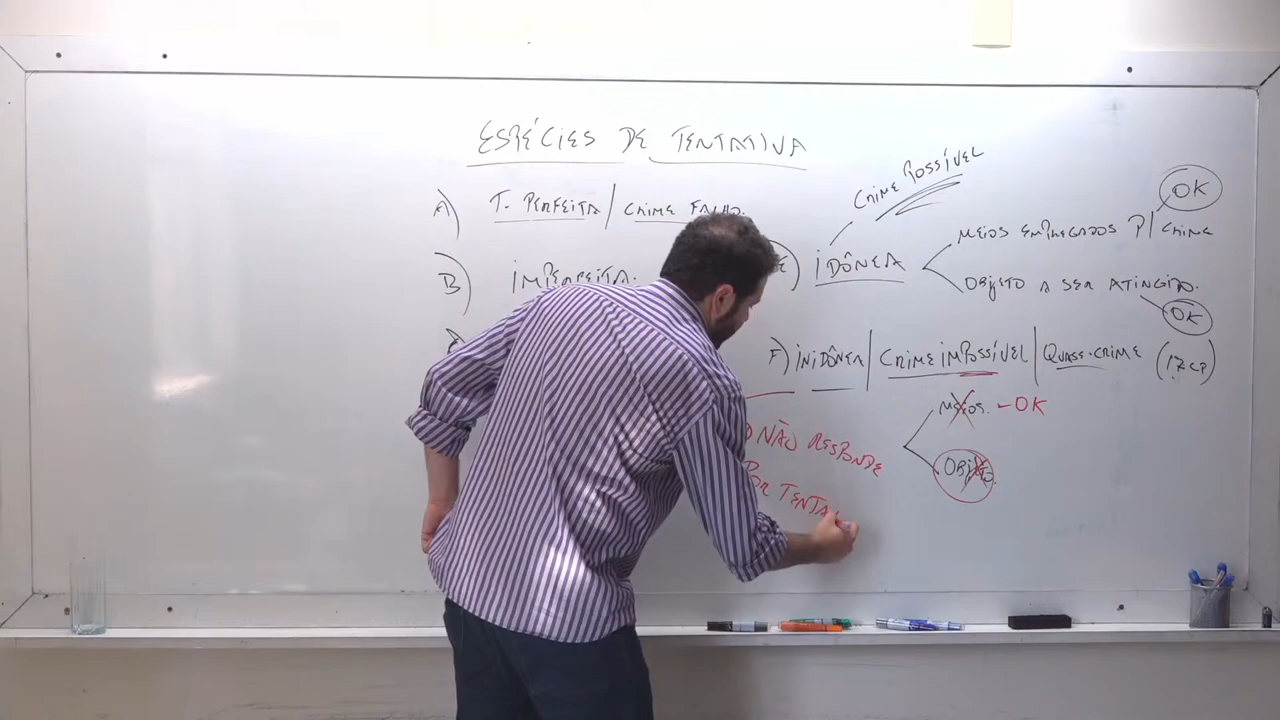 ESPÉCIES DE TENTATIVA
A) T. PERFEITA / CRIME FALHO.
B) IMPERFEITA.
CRIME POSSÍVEL
) IDÔNEA
MEIOS EMPREGADOS P/ CRIME
OK
OBJETO A SER ATINGIDO.
OK
F) INIDÔNEA / CRIME IMPOSSÍVEL / QUASE-CRIME (17 CP)
MEIOS. - OK
OBJETO.
NÃO RESPONDE
POR TENTA